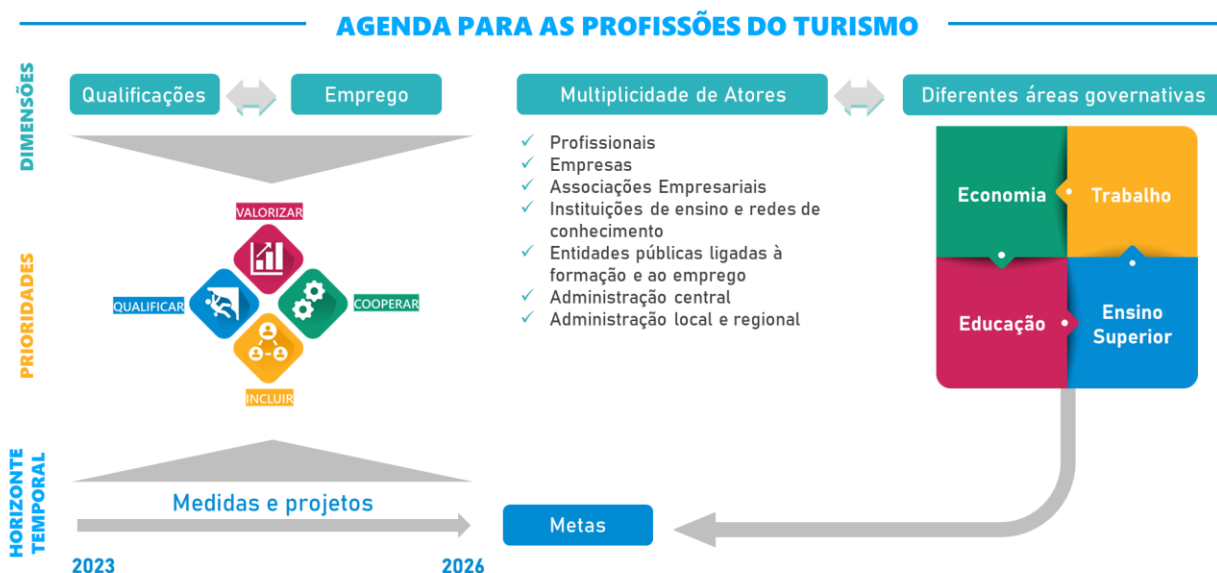 AGENDA PARA AS PROFISSÕES DO TURISMO
DIMENSÕES
Qualificações
Emprego
Multiplicidade de Atores
Diferentes áreas governativas
✓ Profissionais
✓ Empresas
✓ Associações Empresariais
✓ Instituições de ensino e redes de
conhecimento
✓ Entidades públicas ligadas à
formação e ao emprego
✓ Administração central
✓ Administração local e regional
Economia
Trabalho
Educação
Ensino
Superior
PRIORIDADES
VALORIZAR
QUALIFICAR
COOPERAR
INCLUIR
HORIZONTE
TEMPORAL
Medidas e projetos
Metas
2023
2026